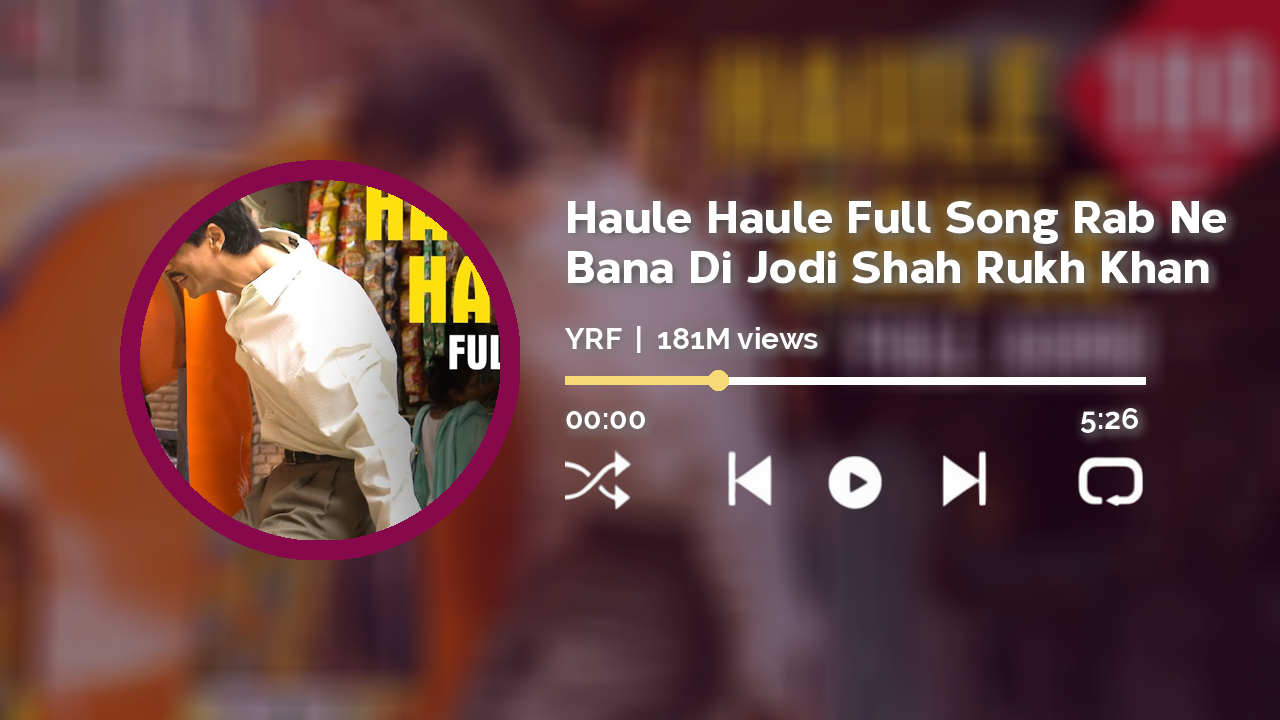 HA
HA
FUL
Haule Haule Full Song Rab Ne
Bana Di Jodi Shah Rukh Khan
YRF | 181M views
00:00
5:26